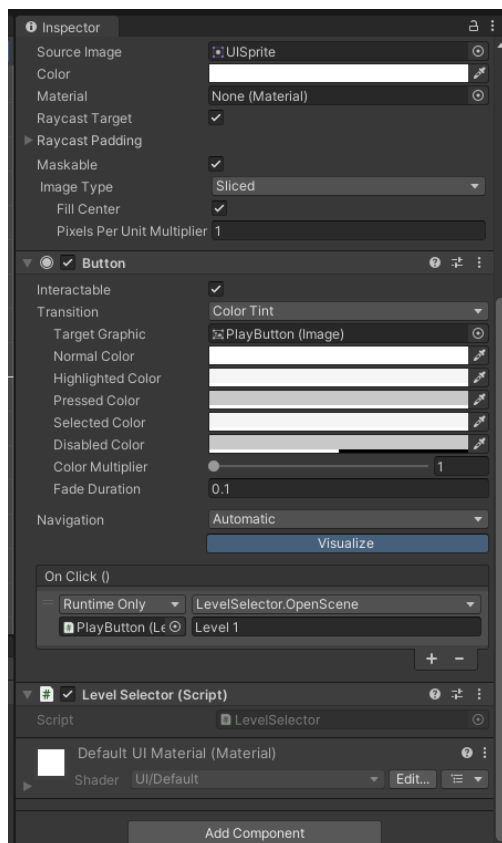 Inspector
Source Image UISprite
Color
Material None (Material)
Raycast Target
Raycast Padding
Maskable
Image Type Sliced
Fill Center
Pixels Per Unit Multiplier 1
Button
Interactable
Transition Color Tint
Target Graphic PlayButton (Image)
Normal Color
Highlighted Color
Pressed Color
Selected Color
Disabled Color
Color Multiplier 1
Fade Duration 0.1
Navigation Automatic
Visualize
On Click ()
Runtime Only LevelSelector.OpenScene
PlayButton (Le Level 1
+ −
# Level Selector (Script)
Script LevelSelector
Default UI Material (Material)
Shader UI/Default Edit...
Add Component